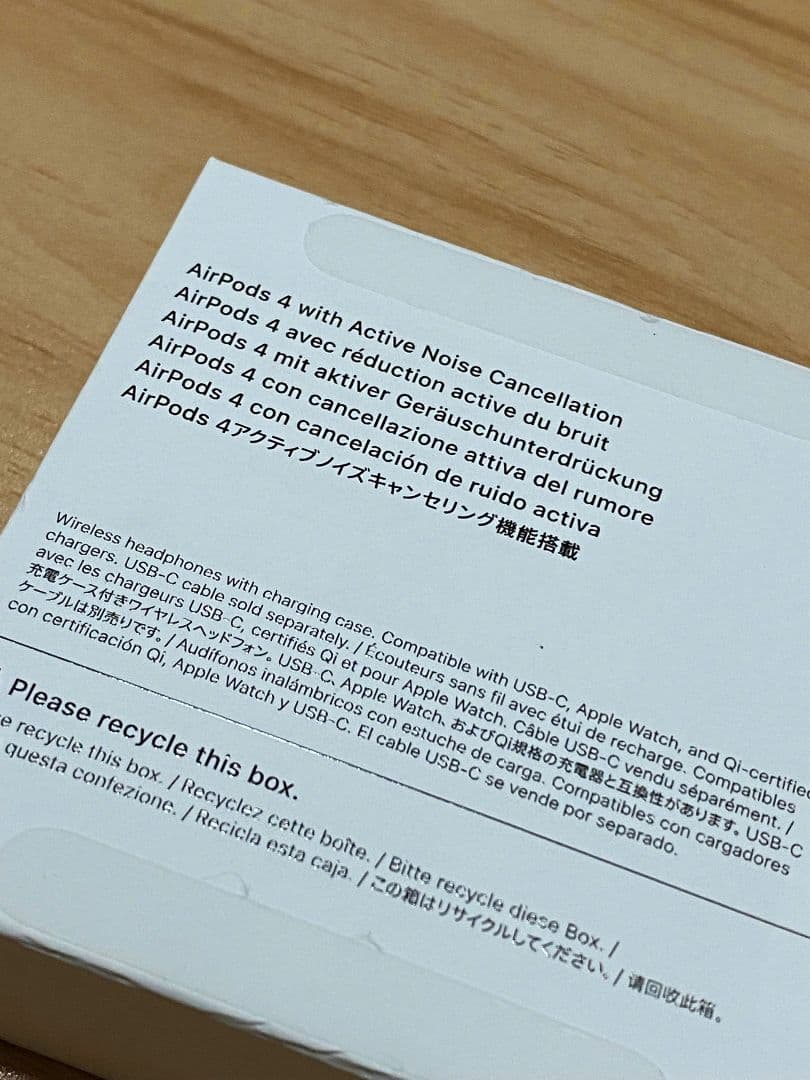 AirPods 4 with Active Noise Cancellation
AirPods 4 avec réduction active du bruit
AirPods 4 mit aktiver Geräuschunterdrückung
AirPods 4 con cancellazione attiva del rumore
AirPods 4 con cancelación de ruido activa
AirPods 4アクティブノイズキャンセリング機能搭載
Wireless headphones with charging case. Compatible with USB-C, Apple Watch, and Qi-certified
chargers. USB-C cable sold separately. / Écouteurs sans fil avec étui de recharge. Compatibles
avec les chargeurs USB-C, certifiés Qi et pour Apple Watch. Câble USB-C vendu séparément. /
充電ケース付きワイヤレスヘッドフォン。USB-C、Apple Watch、およびQi規格の充電器と互換性があります。USB-C
ケーブルは別売りです。/ Audífonos inalámbricos con estuche de carga. Compatibles con cargadores
con certificación Qi, Apple Watch y USB-C. El cable USB-C se vende por separado.
Please recycle this box.
recycle this box. / Recyclez cette boîte. / Bitte recycle diese Box. /
questa confezione. / Recicla esta caja. / この箱はリサイクルしてください。/ 请回收此箱。